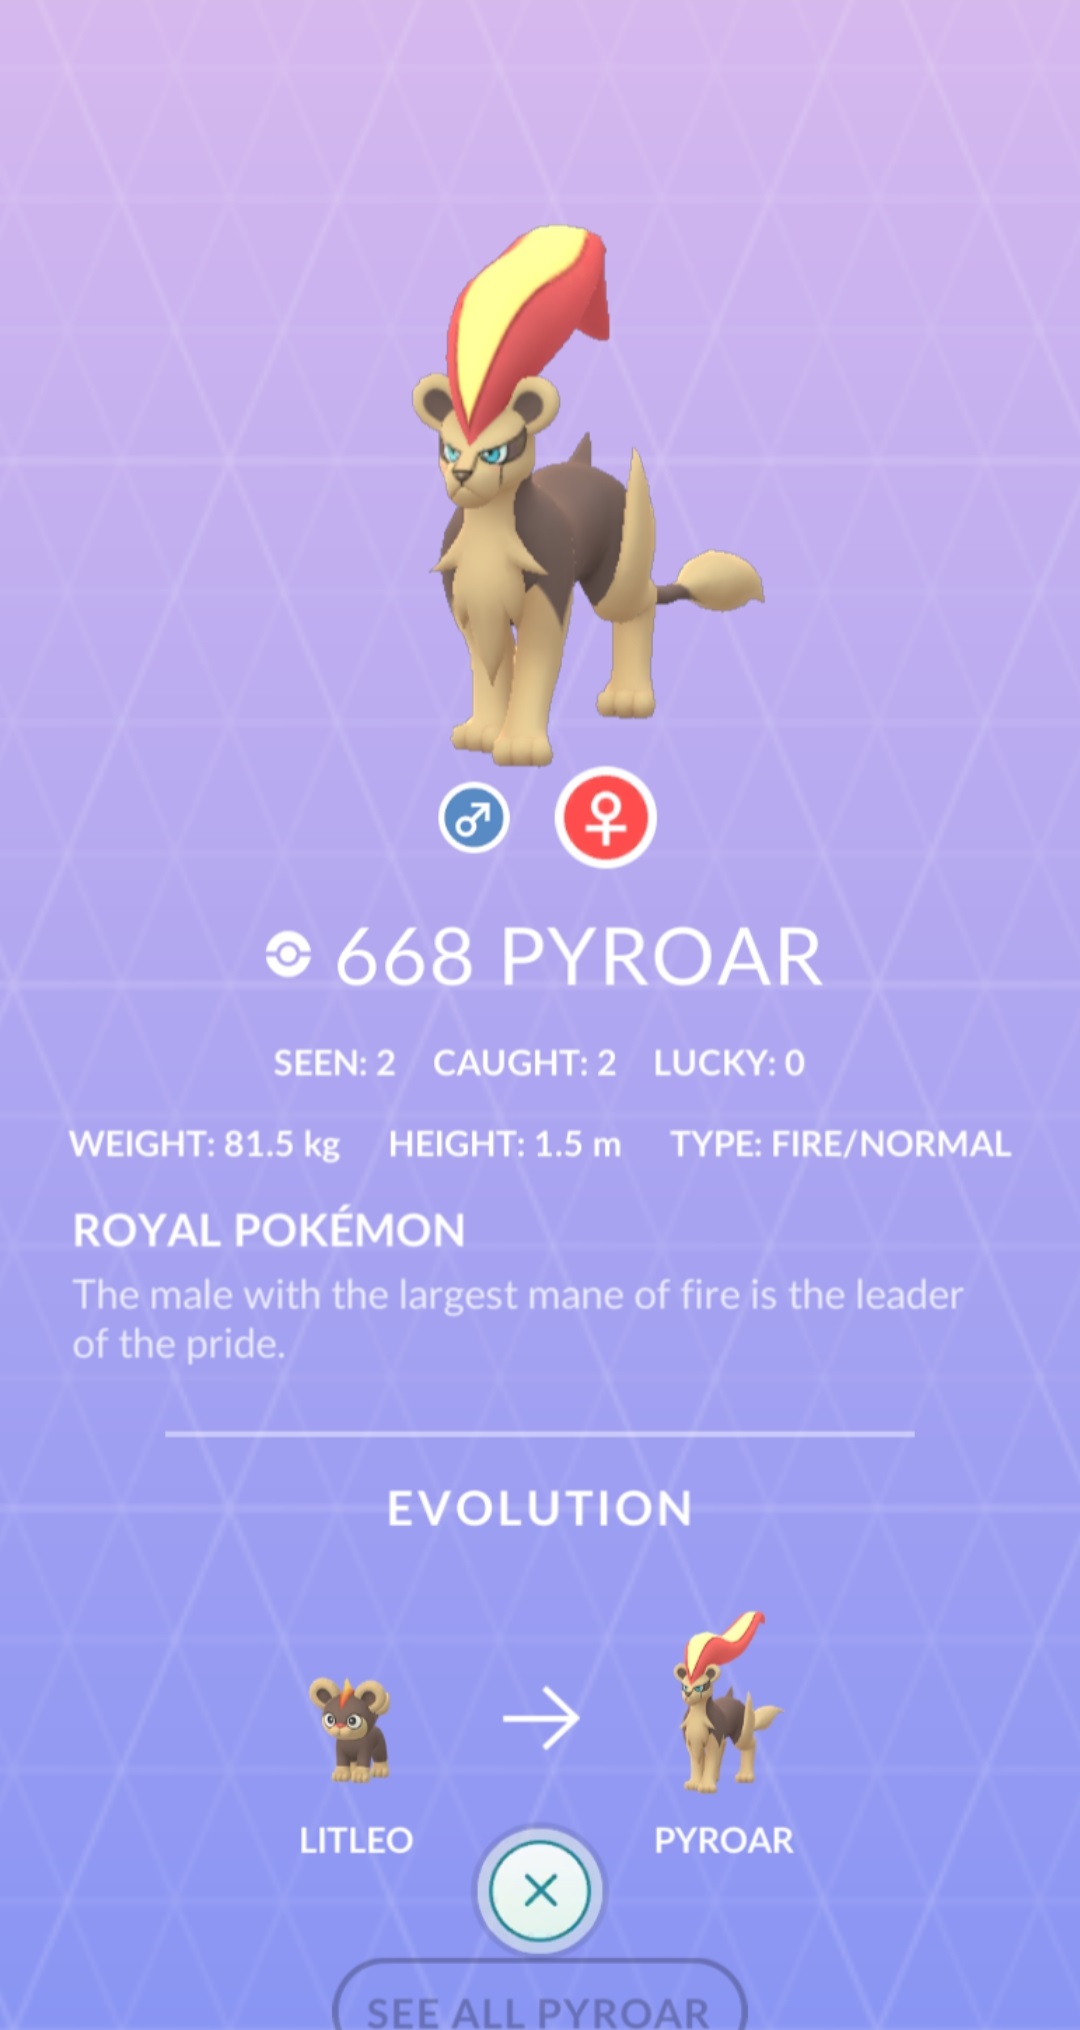 668 PYROAR
SEEN: 2 CAUGHT: 2 LUCKY: 0
WEIGHT: 81.5 kg HEIGHT: 1.5 m TYPE: FIRE/NORMAL
ROYAL POKÉMON
The male with the largest mane of fire is the leader
of the pride.
EVOLUTION
LITLEO PYROAR
SEE ALL PYROAR